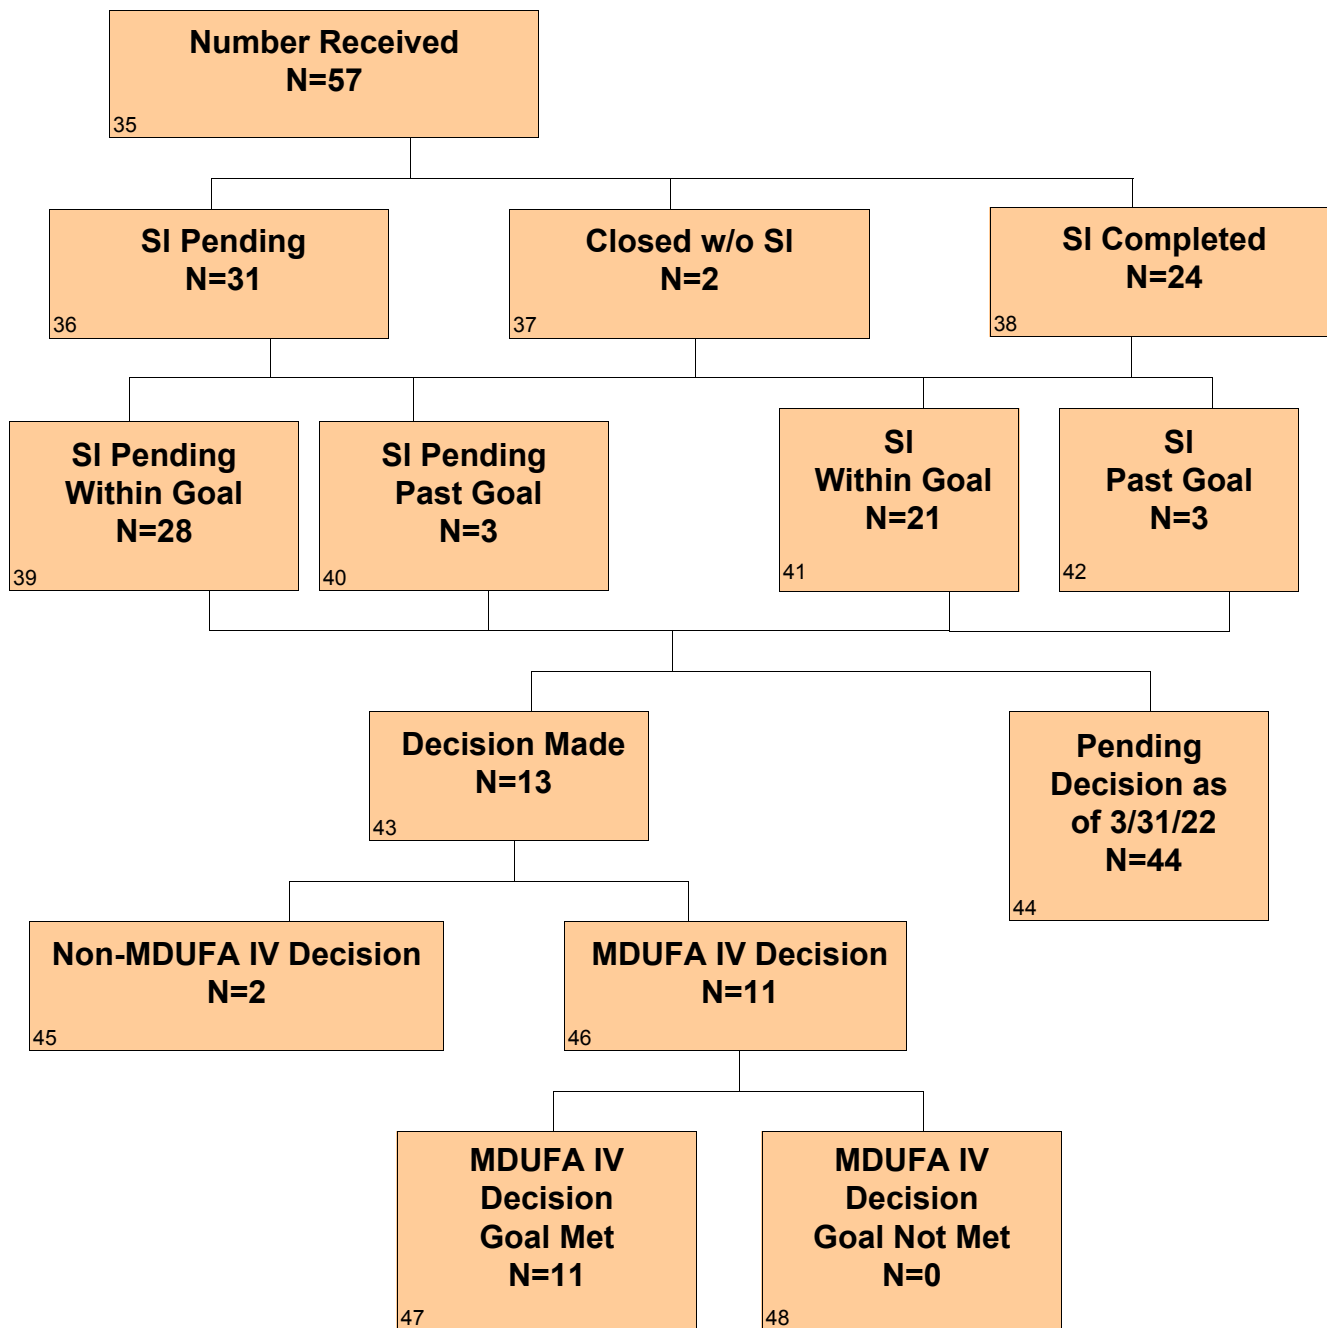 Number Received
N=57
35
SI Pending
N=31
36
Closed w/o SI
N=2
37
SI Completed
N=24
38
SI Pending
Within Goal
N=28
39
SI Pending
Past Goal
N=3
40
SI
Within Goal
N=21
41
SI
Past Goal
N=3
42
Decision Made
N=13
43
Pending
Decision as
of 3/31/22
N=44
44
Non-MDUFA IV Decision
N=2
45
MDUFA IV Decision
N=11
46
MDUFA IV
Decision
Goal Met
N=11
47
MDUFA IV
Decision
Goal Not Met
N=0
48